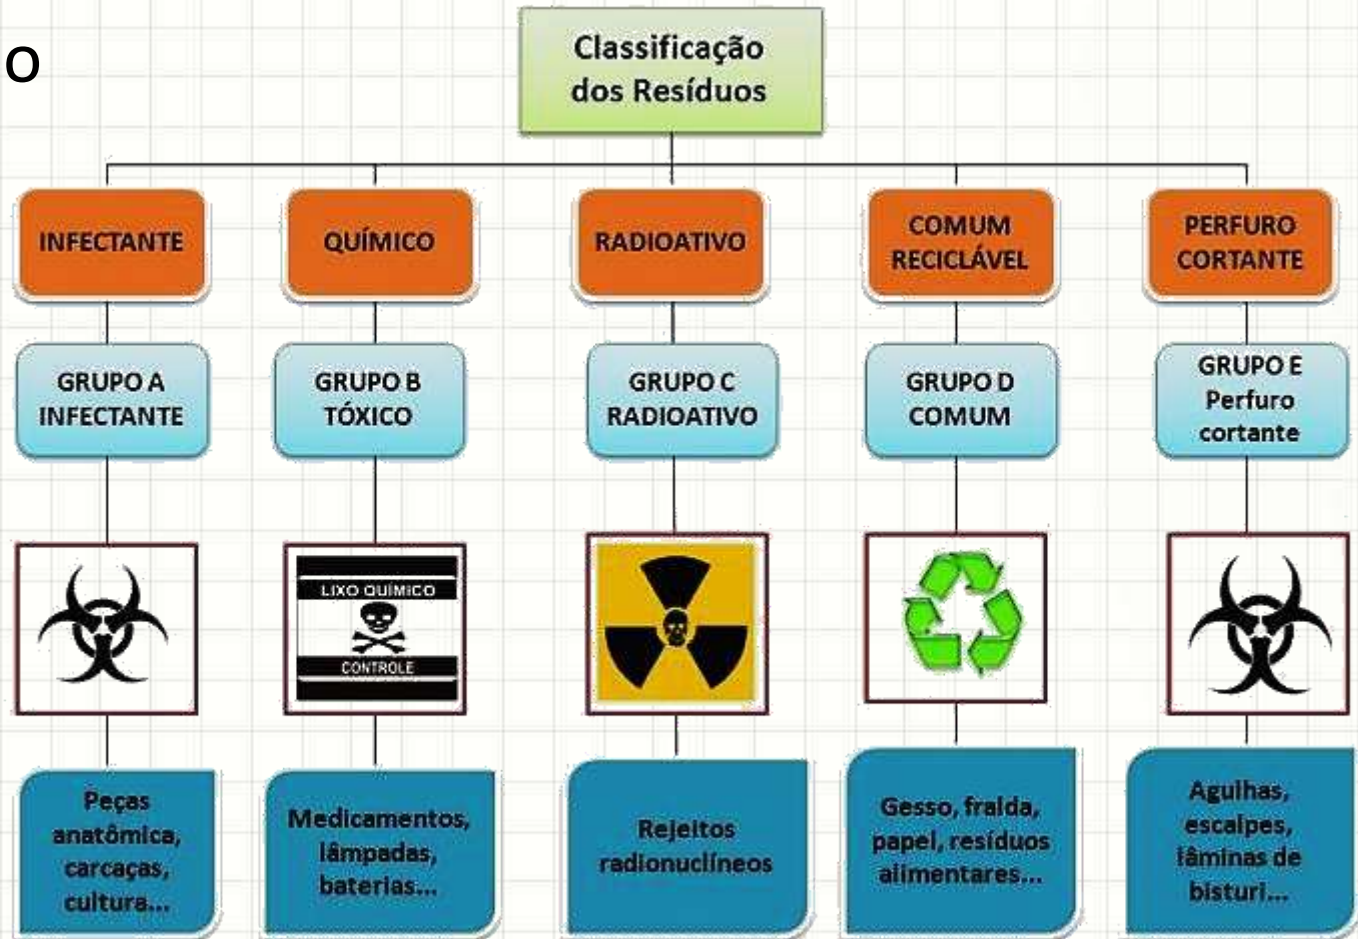 o
Classificação
dos Resíduos
INFECTANTE
QUÍMICO
RADIOATIVO
COMUM
RECICLÁVEL
PERFURO
CORTANTE
GRUPO A
INFECTANTE
GRUPO B
TÓXICO
GRUPO C
RADIOATIVO
GRUPO D
COMUM
GRUPO E
Perfuro
cortante
LIXO QUÍMICO
CONTROLE
Peças
anatômica,
carcaças,
cultura...
Medicamentos,
lâmpadas,
baterias...
Rejeitos
radionuclíneos
Gesso, fralda,
papel, resíduos
alimentares...
Agulhas,
escalpes,
lâminas de
bisturi...